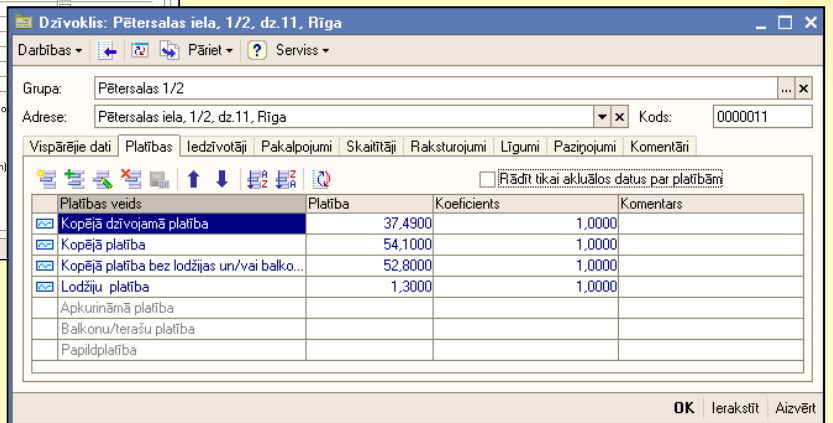 Dzīvoklis: Pētersalas iela, 1/2, dz.11, Rīga
Darbības Pāriet ? Serviss
Grupa: Pētersalas 1/2 ...
Adrese: Pētersalas iela, 1/2, dz.11, Rīga Kods: 0000011
Vispārējie dati Platības Iedzīvotāji Pakalpojumi Skaitītāji Raksturojumi Līgumi Paziņojumi Komentāri
Rādīt tikai akluālos datus par platībām
Platības veids Platība Koeficients Komentars
Kopējā dzīvojamā platība 37,4900 1,0000
Kopējā platība 54,1000 1,0000
Kopējā platība bez lodžijas un/vai balko... 52,8000 1,0000
Lodžiju platība 1,3000 1,0000
Apkurināmā platība
Balkonu/terašu platība
Papildplatība
OK Ierakstīt Aizvērt